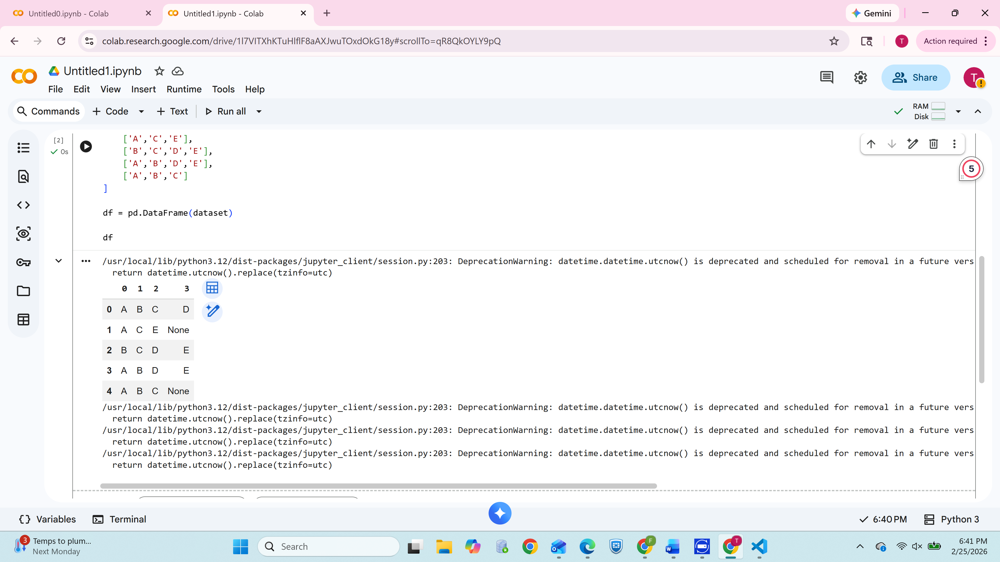 Untitled0.ipynb - Colab
Untitled1.ipynb - Colab
Gemini
colab.research.google.com/drive/1l7VITXhKTuHlflF8aAXJwuTOxdOkG18y#scrollTo=qR8QkOYLY9pQ
T
Action required
Untitled1.ipynb
Share
T
File Edit View Insert Runtime Tools Help
Commands + Code + Text Run all
RAM
Disk
[2]
0s
['A','C','E'],
['B','C','D','E'],
['A','B','D','E'],
['A','B','C']
]
5
df = pd.DataFrame(dataset)
df
/usr/local/lib/python3.12/dist-packages/jupyter_client/session.py:203: DeprecationWarning: datetime.datetime.utcnow() is deprecated and scheduled for removal in a future vers
return datetime.utcnow().replace(tzinfo=utc)
0 1 2 3
0 A B C D
1 A C E None
2 B C D E
3 A B D E
4 A B C None
/usr/local/lib/python3.12/dist-packages/jupyter_client/session.py:203: DeprecationWarning: datetime.datetime.utcnow() is deprecated and scheduled for removal in a future vers
return datetime.utcnow().replace(tzinfo=utc)
/usr/local/lib/python3.12/dist-packages/jupyter_client/session.py:203: DeprecationWarning: datetime.datetime.utcnow() is deprecated and scheduled for removal in a future vers
return datetime.utcnow().replace(tzinfo=utc)
/usr/local/lib/python3.12/dist-packages/jupyter_client/session.py:203: DeprecationWarning: datetime.datetime.utcnow() is deprecated and scheduled for removal in a future vers
return datetime.utcnow().replace(tzinfo=utc)
{} Variables
Terminal
6:40 PM
Python 3
3
Temps to plum...
Next Monday
Search
F
T
6:41 PM
2/25/2026